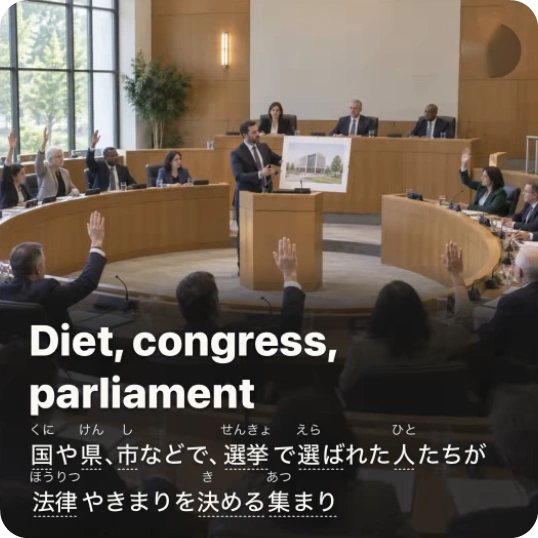 Diet, congress,
parliament
くに けん し せんきょ えら ひと
国や県、市などで、選挙で選ばれた人たちが
ほうりつ き あつ
法律やきまりを決める集まり